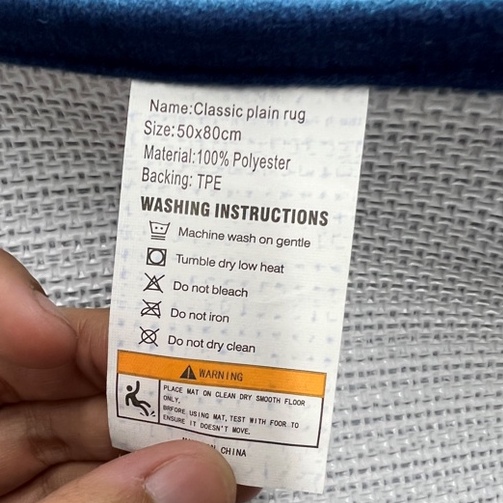 Name:Classic plain rug
Size:50x80cm
Material:100% Polyester
Backing: TPE
WASHING INSTRUCTIONS
Machine wash on gentle
Tumble dry low heat
Do not bleach
Do not iron
Do not dry clean
WARNING
PLACE MAT ON CLEAN DRY SMOOTH FLOOR
ONLY.
BRFORE USING MAT, TEST WITH FOOR TO
ENSURE IT DOESN'T MOVE.
CHINA